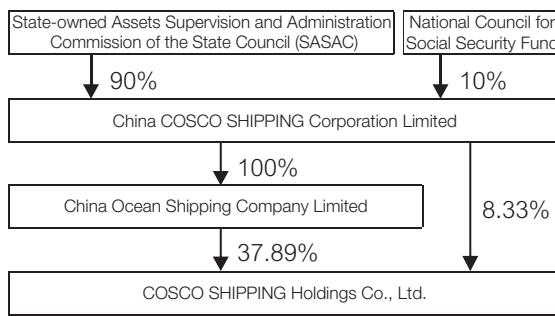 State-owned Assets Supervision and Administration
Commission of the State Council (SASAC)
National Council for
Social Security Fund
90%
10%
China COSCO SHIPPING Corporation Limited
100%
China Ocean Shipping Company Limited
8.33%
37.89%
COSCO SHIPPING Holdings Co., Ltd.